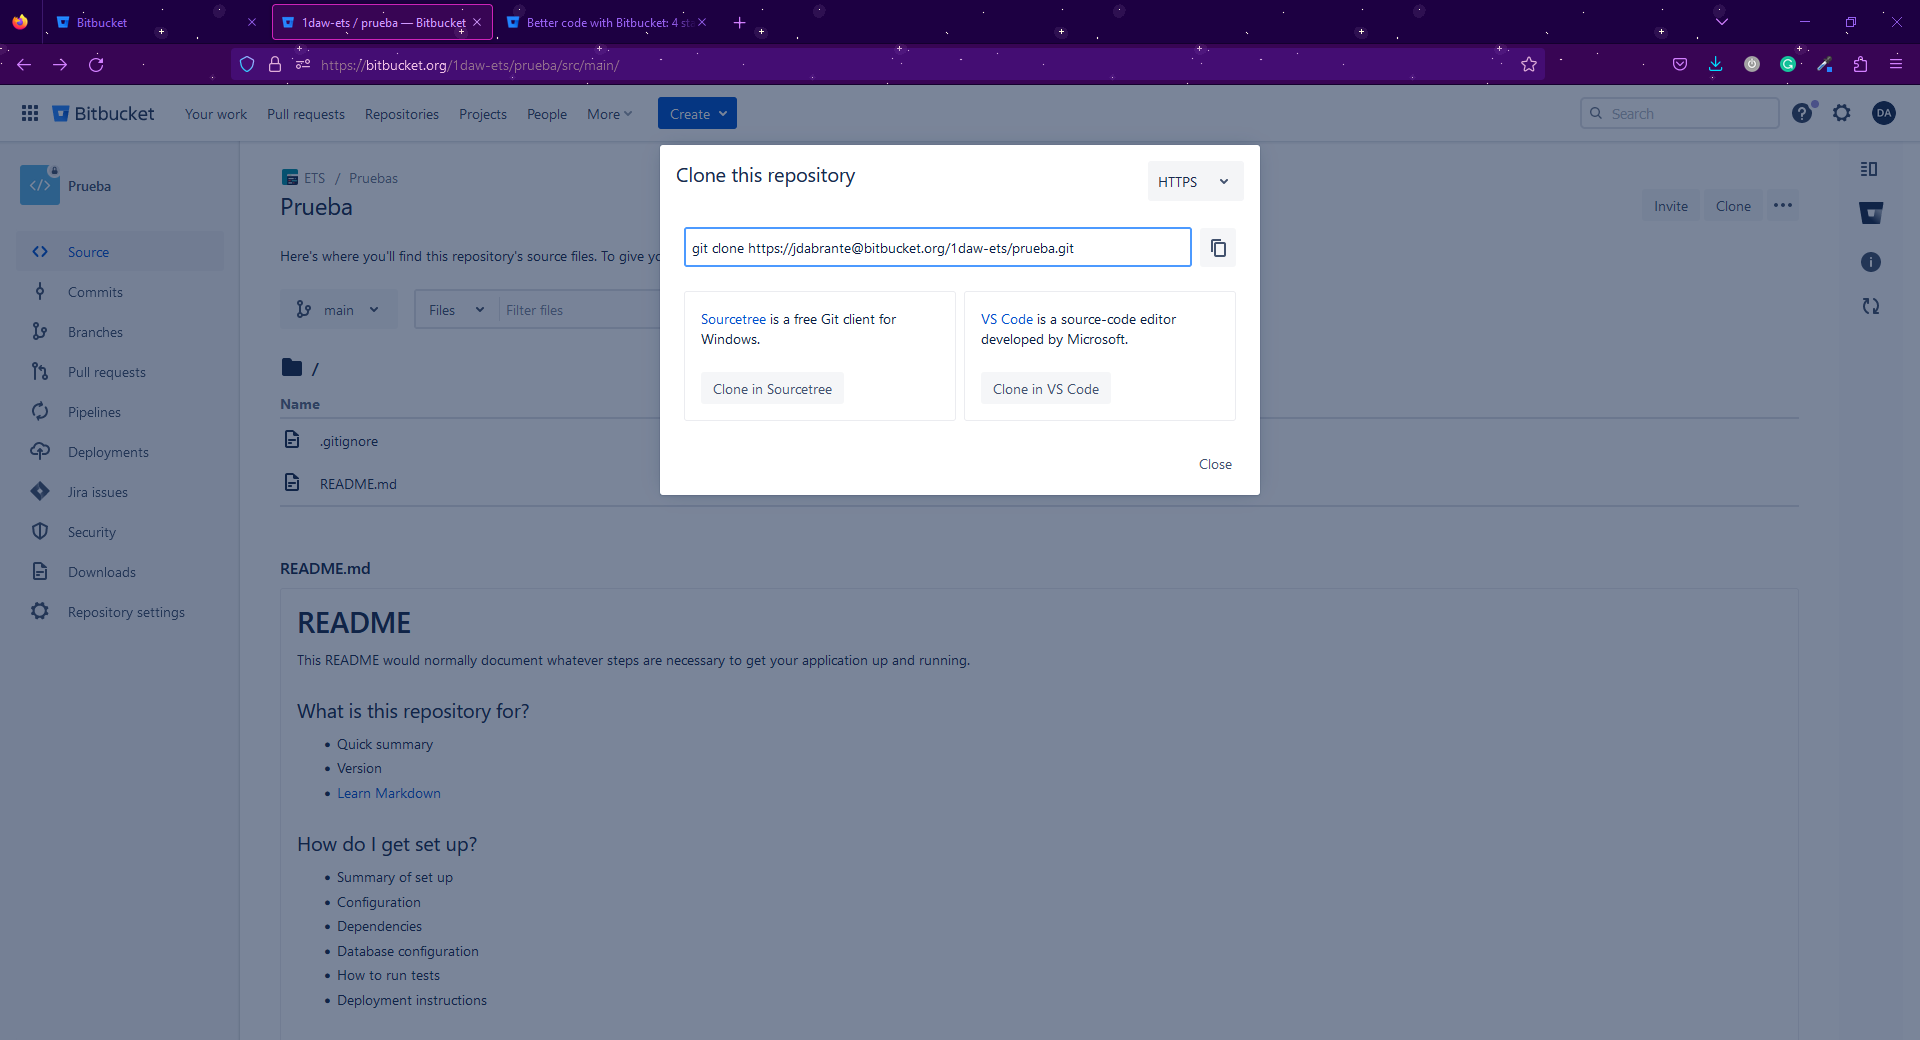 Bitbucket
1daw-ets / prueba — Bitbucket
Better code with Bitbucket: 4 sta
https://bitbucket.org/1daw-ets/prueba/src/main/
Bitbucket
Your work
Pull requests
Repositories
Projects
People
More
Create
Search
DA
Prueba
Source
Commits
Branches
Pull requests
Pipelines
Deployments
Jira issues
Security
Downloads
Repository settings
ETS / Pruebas
Prueba
Invite
Clone
Here's where you'll find this repository's source files. To give yo
main
Files
Filter files
/
Name
.gitignore
README.md
Clone this repository
HTTPS
git clone https://jdabrante@bitbucket.org/1daw-ets/prueba.git
Sourcetree is a free Git client for
Windows.
Clone in Sourcetree
VS Code is a source-code editor
developed by Microsoft.
Clone in VS Code
Close
README.md
README
This README would normally document whatever steps are necessary to get your application up and running.
What is this repository for?
• Quick summary
• Version
• Learn Markdown
How do I get set up?
• Summary of set up
• Configuration
• Dependencies
• Database configuration
• How to run tests
• Deployment instructions